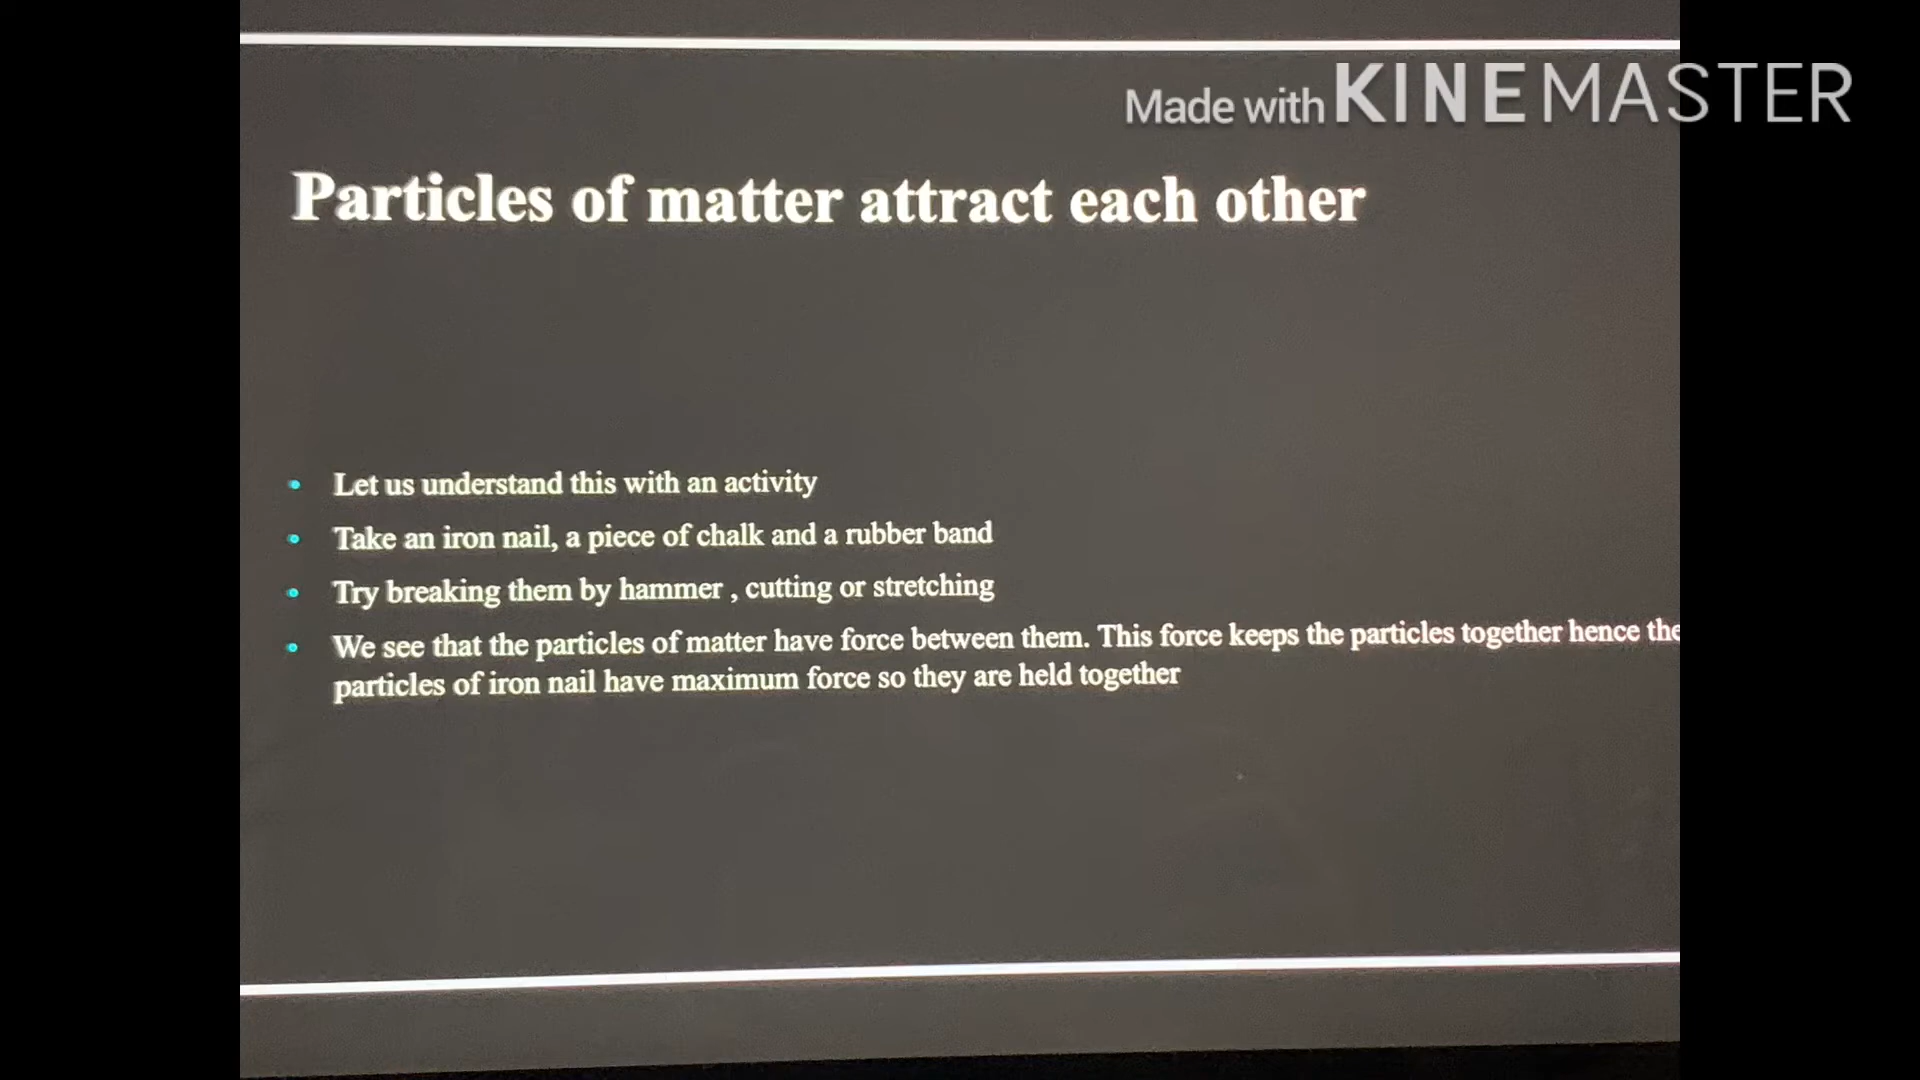 Made with KINEMASTER
Particles of matter attract each other
Let us understand this with an activity
Take an iron nail, a piece of chalk and a rubber band
Try breaking them by hammer , cutting or stretching
We see that the particles of matter have force between them. This force keeps the particles together hence the
particles of iron nail have maximum force so they are held together